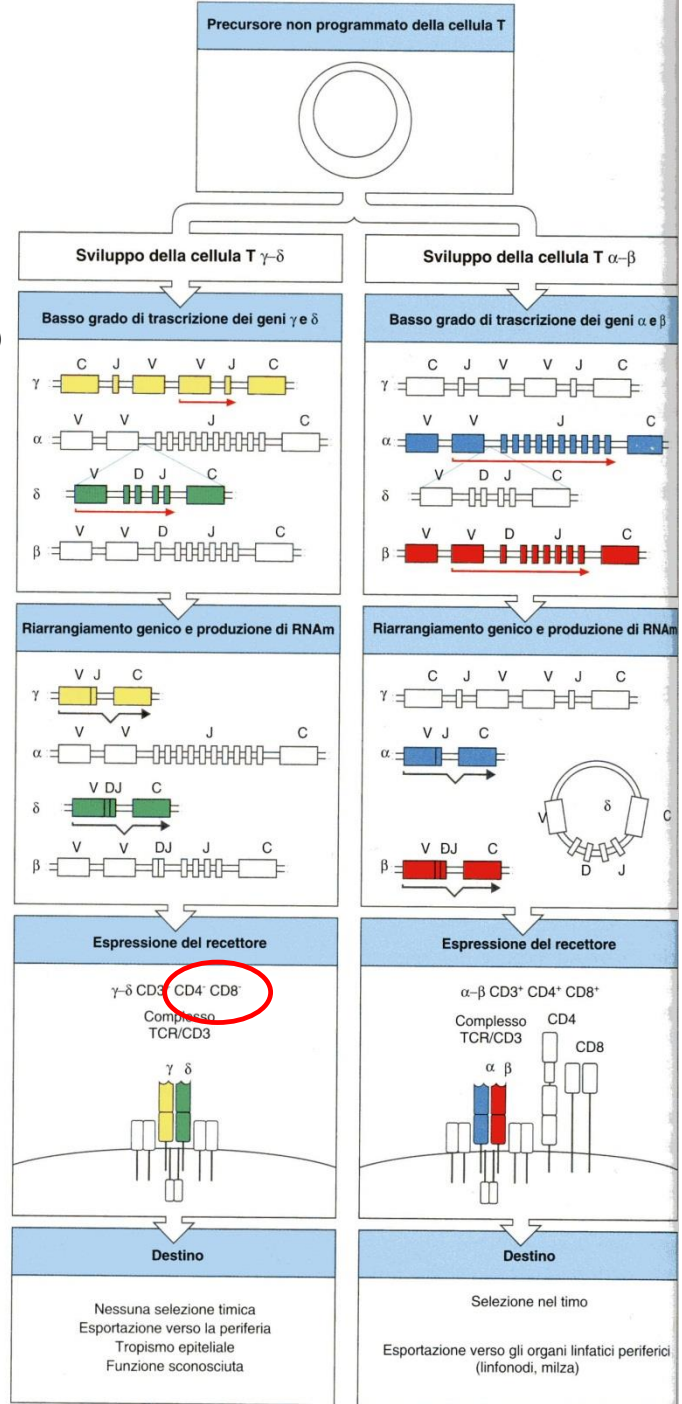 Precursore non programmato della cellula T
Sviluppo della cellula T γ–δ
Basso grado di trascrizione dei geni γ e δ
)
C J V V J C
γ
V V J C
α
V D J C
δ
V V D J C
β
Riarrangiamento genico e produzione di RNAm
V J C
γ
V V J C
α
V DJ C
δ
V V DJ J C
β
Espressione del recettore
γ–δ CD3⁺ CD4⁻ CD8⁻
Complesso
TCR/CD3
γ δ
Destino
Nessuna selezione timica
Esportazione verso la periferia
Tropismo epiteliale
Funzione sconosciuta
Sviluppo della cellula T α–β
Basso grado di trascrizione dei geni α e β
C J V V J C
γ
V V J C
α
V D J C
δ
V V D J C
β
Riarrangiamento genico e produzione di RNAm
C J V V J C
γ
V J C
α
δ
V C
D J
V DJ C
β
Espressione del recettore
α–β CD3⁺ CD4⁺ CD8⁺
Complesso
TCR/CD3
CD4
CD8
α β
Destino
Selezione nel timo
Esportazione verso gli organi linfatici periferici
(linfonodi, milza)